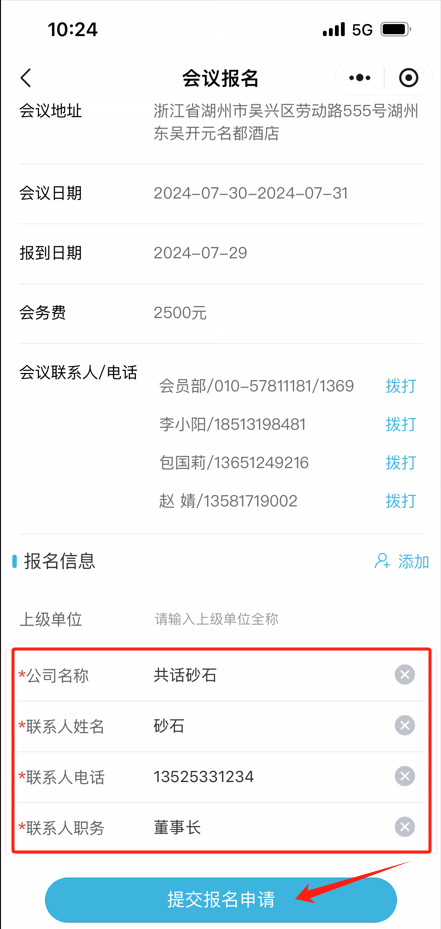 10:24
5G
会议报名
会议地址
浙江省湖州市吴兴区劳动路555号湖州
东吴开元名都酒店
会议日期
2024-07-30-2024-07-31
报到日期
2024-07-29
会务费
2500元
会议联系人/电话
会员部/010-57811181/1369 拨打
李小阳/18513198481 拨打
包国莉/13651249216 拨打
赵 婧/13581719002 拨打
报名信息
添加
上级单位
请输入上级单位全称
*公司名称
共话砂石
*联系人姓名
砂石
*联系人电话
13525331234
*联系人职务
董事长
提交报名申请